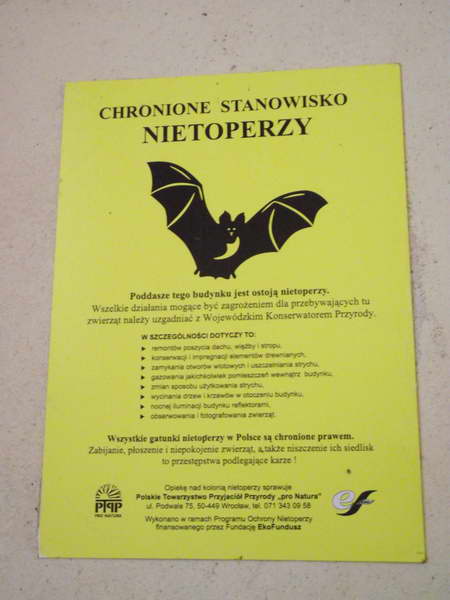 CHRONIONE STANOWISKO
NIETOPERZY
Poddasze tego budynku jest ostoją nietoperzy.
Wszelkie działania mogące być zagrożeniem dla przebywających tu
zwierząt należy uzgadniać z Wojewódzkim Konserwatorem Przyrody.
W SZCZEGÓLNOŚCI DOTYCZY TO:
► remontów poszycia dachu, więźby i stropu,
► konserwacji i impregnacji elementów drewnianych,
► zamykania otworów wlotowych i uszczelniania strychu,
► gazowania jakichkolwiek pomieszczeń wewnątrz budynku,
► zmian sposobu użytkowania strychu,
► wycinania drzew i krzewów w otoczeniu budynku,
► nocnej iluminacji budynku reflektorami,
► obserwowania i fotografowania zwierząt.
Wszystkie gatunki nietoperzy w Polsce są chronione prawem.
Zabijanie, płoszenie i niepokojenie zwierząt, a także niszczenie ich siedlisk
to przestępstwa podlegające karze !
Opiekę nad kolonią nietoperzy sprawuje
Polskie Towarzystwo Przyjaciół Przyrody „pro Natura"
ul. Podwale 75, 50-449 Wrocław, tel. 071 343 09 58
Wykonano w ramach Programu Ochrony Nietoperzy
finansowanego przez Fundację EkoFundusz
PTPP
PRO NATURA